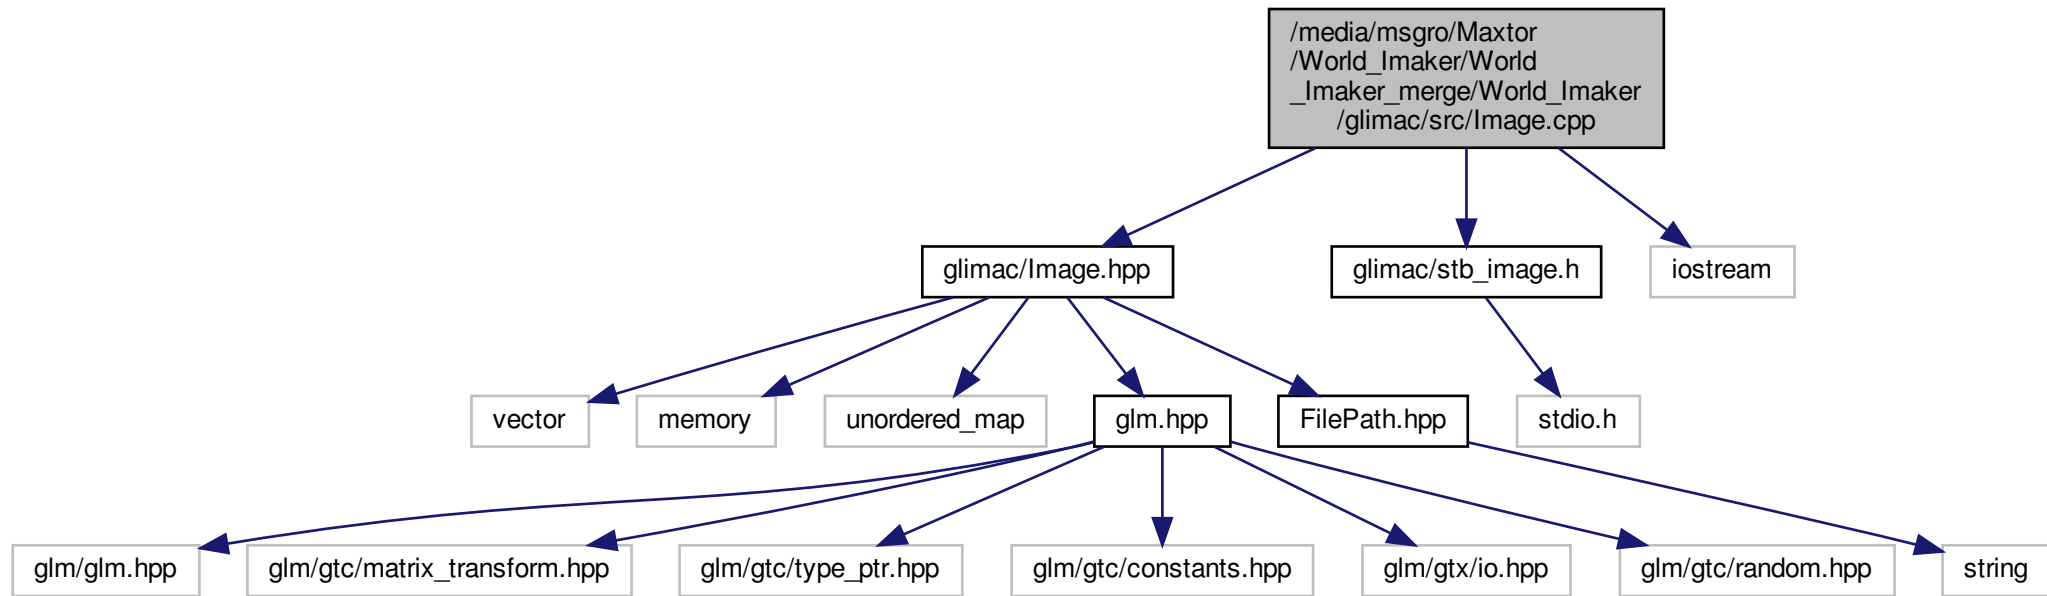 /media/msgro/Maxtor
/World_Imaker/World
_Imaker_merge/World_Imaker
/glimac/src/Image.cpp
glimac/Image.hpp
glimac/stb_image.h
iostream
vector
memory
unordered_map
glm.hpp
FilePath.hpp
stdio.h
glm/glm.hpp
glm/gtc/matrix_transform.hpp
glm/gtc/type_ptr.hpp
glm/gtc/constants.hpp
glm/gtx/io.hpp
glm/gtc/random.hpp
string